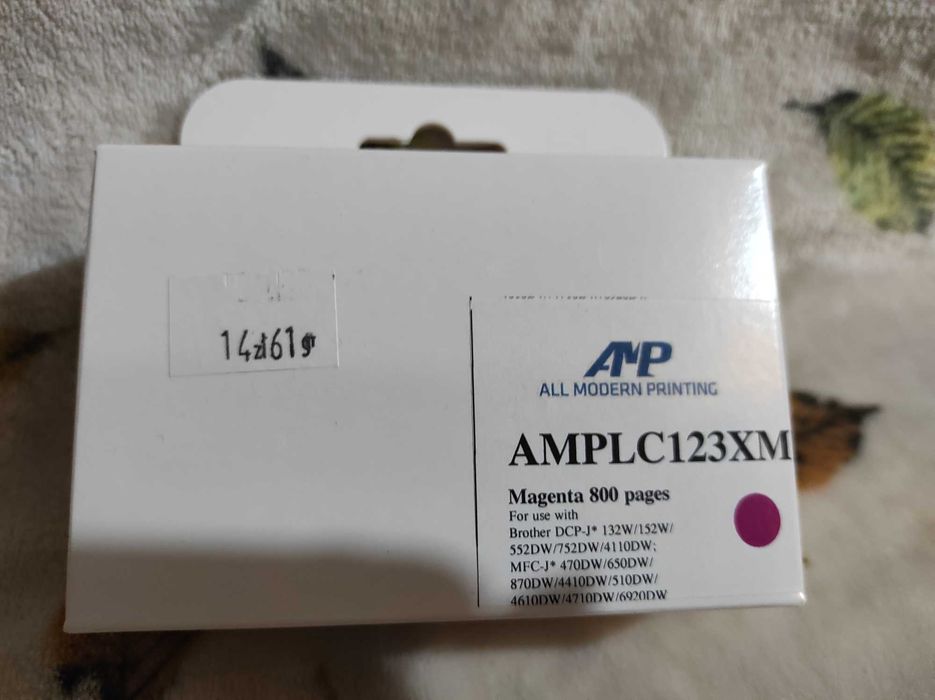 14zł61gr
AMP
ALL MODERN PRINTING
AMPLC123XM
Magenta 800 pages
For use with
Brother DCP-J* 132W/152W/
552DW/752DW/4110DW;
MFC-J* 470DW/650DW/
870DW/4410DW/510DW/
4610DW/4710DW/6920DW